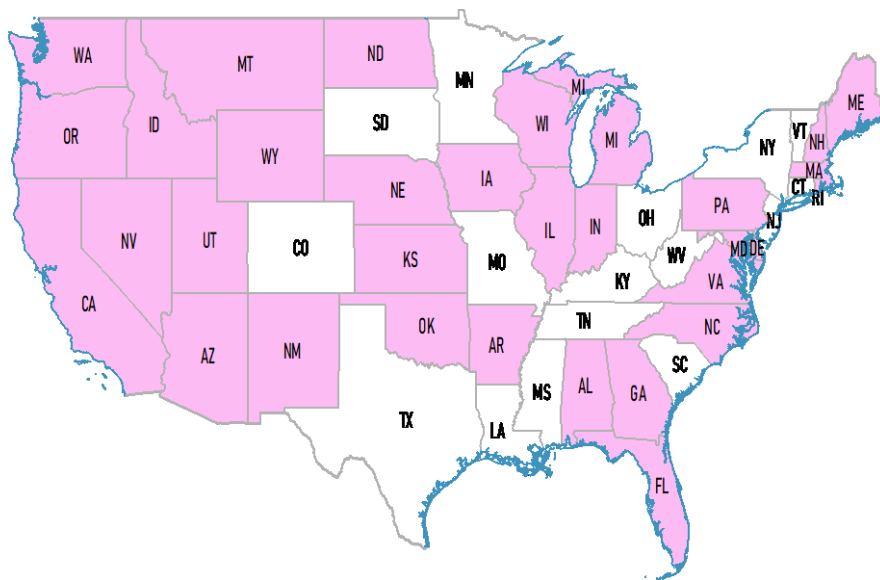 WA
MT
ND
MN
MI
ME
OR
ID
SD
WI
MI
NY
VT
NH
MA
WY
IA
CT
RI
NE
PA
NJ
NV
UT
CO
IL
IN
OH
MD
DE
KS
MO
WV
KY
VA
CA
AZ
NM
OK
AR
TN
NC
SC
MS
AL
GA
TX
LA
FL